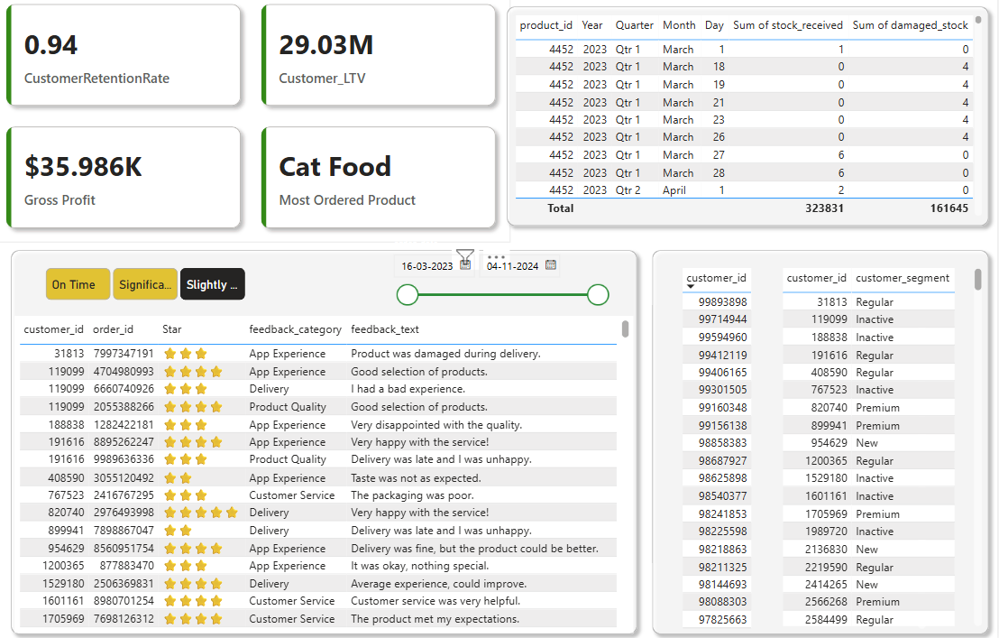 0.94
CustomerRetentionRate
29.03M
Customer_LTV
$35.986K
Gross Profit
Cat Food
Most Ordered Product
product_id Year Quarter Month Day Sum of stock_received Sum of damaged_stock
4452 2023 Qtr 1 March 1 1 0
4452 2023 Qtr 1 March 18 0 4
4452 2023 Qtr 1 March 19 0 4
4452 2023 Qtr 1 March 21 0 4
4452 2023 Qtr 1 March 23 0 4
4452 2023 Qtr 1 March 26 0 4
4452 2023 Qtr 1 March 27 6 0
4452 2023 Qtr 1 March 28 6 0
4452 2023 Qtr 2 April 1 2 0
Total 323831 161645
On Time Significa... Slightly ...
16-03-2023 04-11-2024
customer_id order_id Star feedback_category feedback_text
31813 7997347191 App Experience Product was damaged during delivery.
119099 4704980993 App Experience Good selection of products.
119099 6660740926 Delivery I had a bad experience.
119099 2055388266 Product Quality Good selection of products.
188838 1282422181 App Experience Very disappointed with the quality.
191616 8895262247 App Experience Very happy with the service!
191616 9989636336 Product Quality Delivery was late and I was unhappy.
408590 3055120492 App Experience Taste was not as expected.
767523 2416767295 Customer Service The packaging was poor.
820740 2976493998 Delivery Very happy with the service!
899941 7898867047 Delivery Delivery was late and I was unhappy.
954629 8560951754 App Experience Delivery was fine, but the product could be better.
1200365 877883470 App Experience It was okay, nothing special.
1529180 2506369831 Delivery Average experience, could improve.
1601161 8980701254 Customer Service Customer service was very helpful.
1705969 7698126312 Customer Service The product met my expectations.
customer_id
99893898
99714944
99594960
99412119
99406165
99301505
99160348
99156138
98858383
98687927
98625898
98540377
98241853
98225598
98218863
98211325
98144693
98088303
97825663
customer_id customer_segment
31813 Regular
119099 Inactive
188838 Inactive
191616 Regular
408590 Regular
767523 Inactive
820740 Premium
899941 Premium
954629 New
1200365 Regular
1529180 Inactive
1601161 Inactive
1705969 Premium
1989720 Inactive
2136830 New
2219590 Regular
2414265 New
2566268 Premium
2584499 Regular